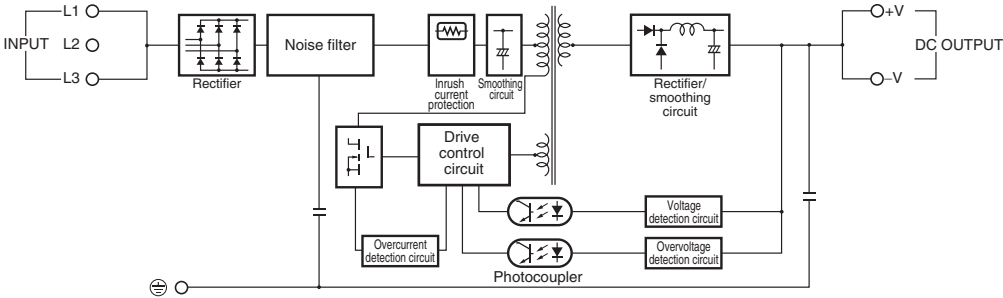 L1
INPUT
L2
L3
Rectifier
Noise filter
Inrush
current
protection
Smoothing
circuit
Rectifier/
smoothing
circuit
+V
DC OUTPUT
–V
Drive
control
circuit
Overcurrent
detection circuit
Voltage
detection circuit
Overvoltage
detection circuit
Photocoupler